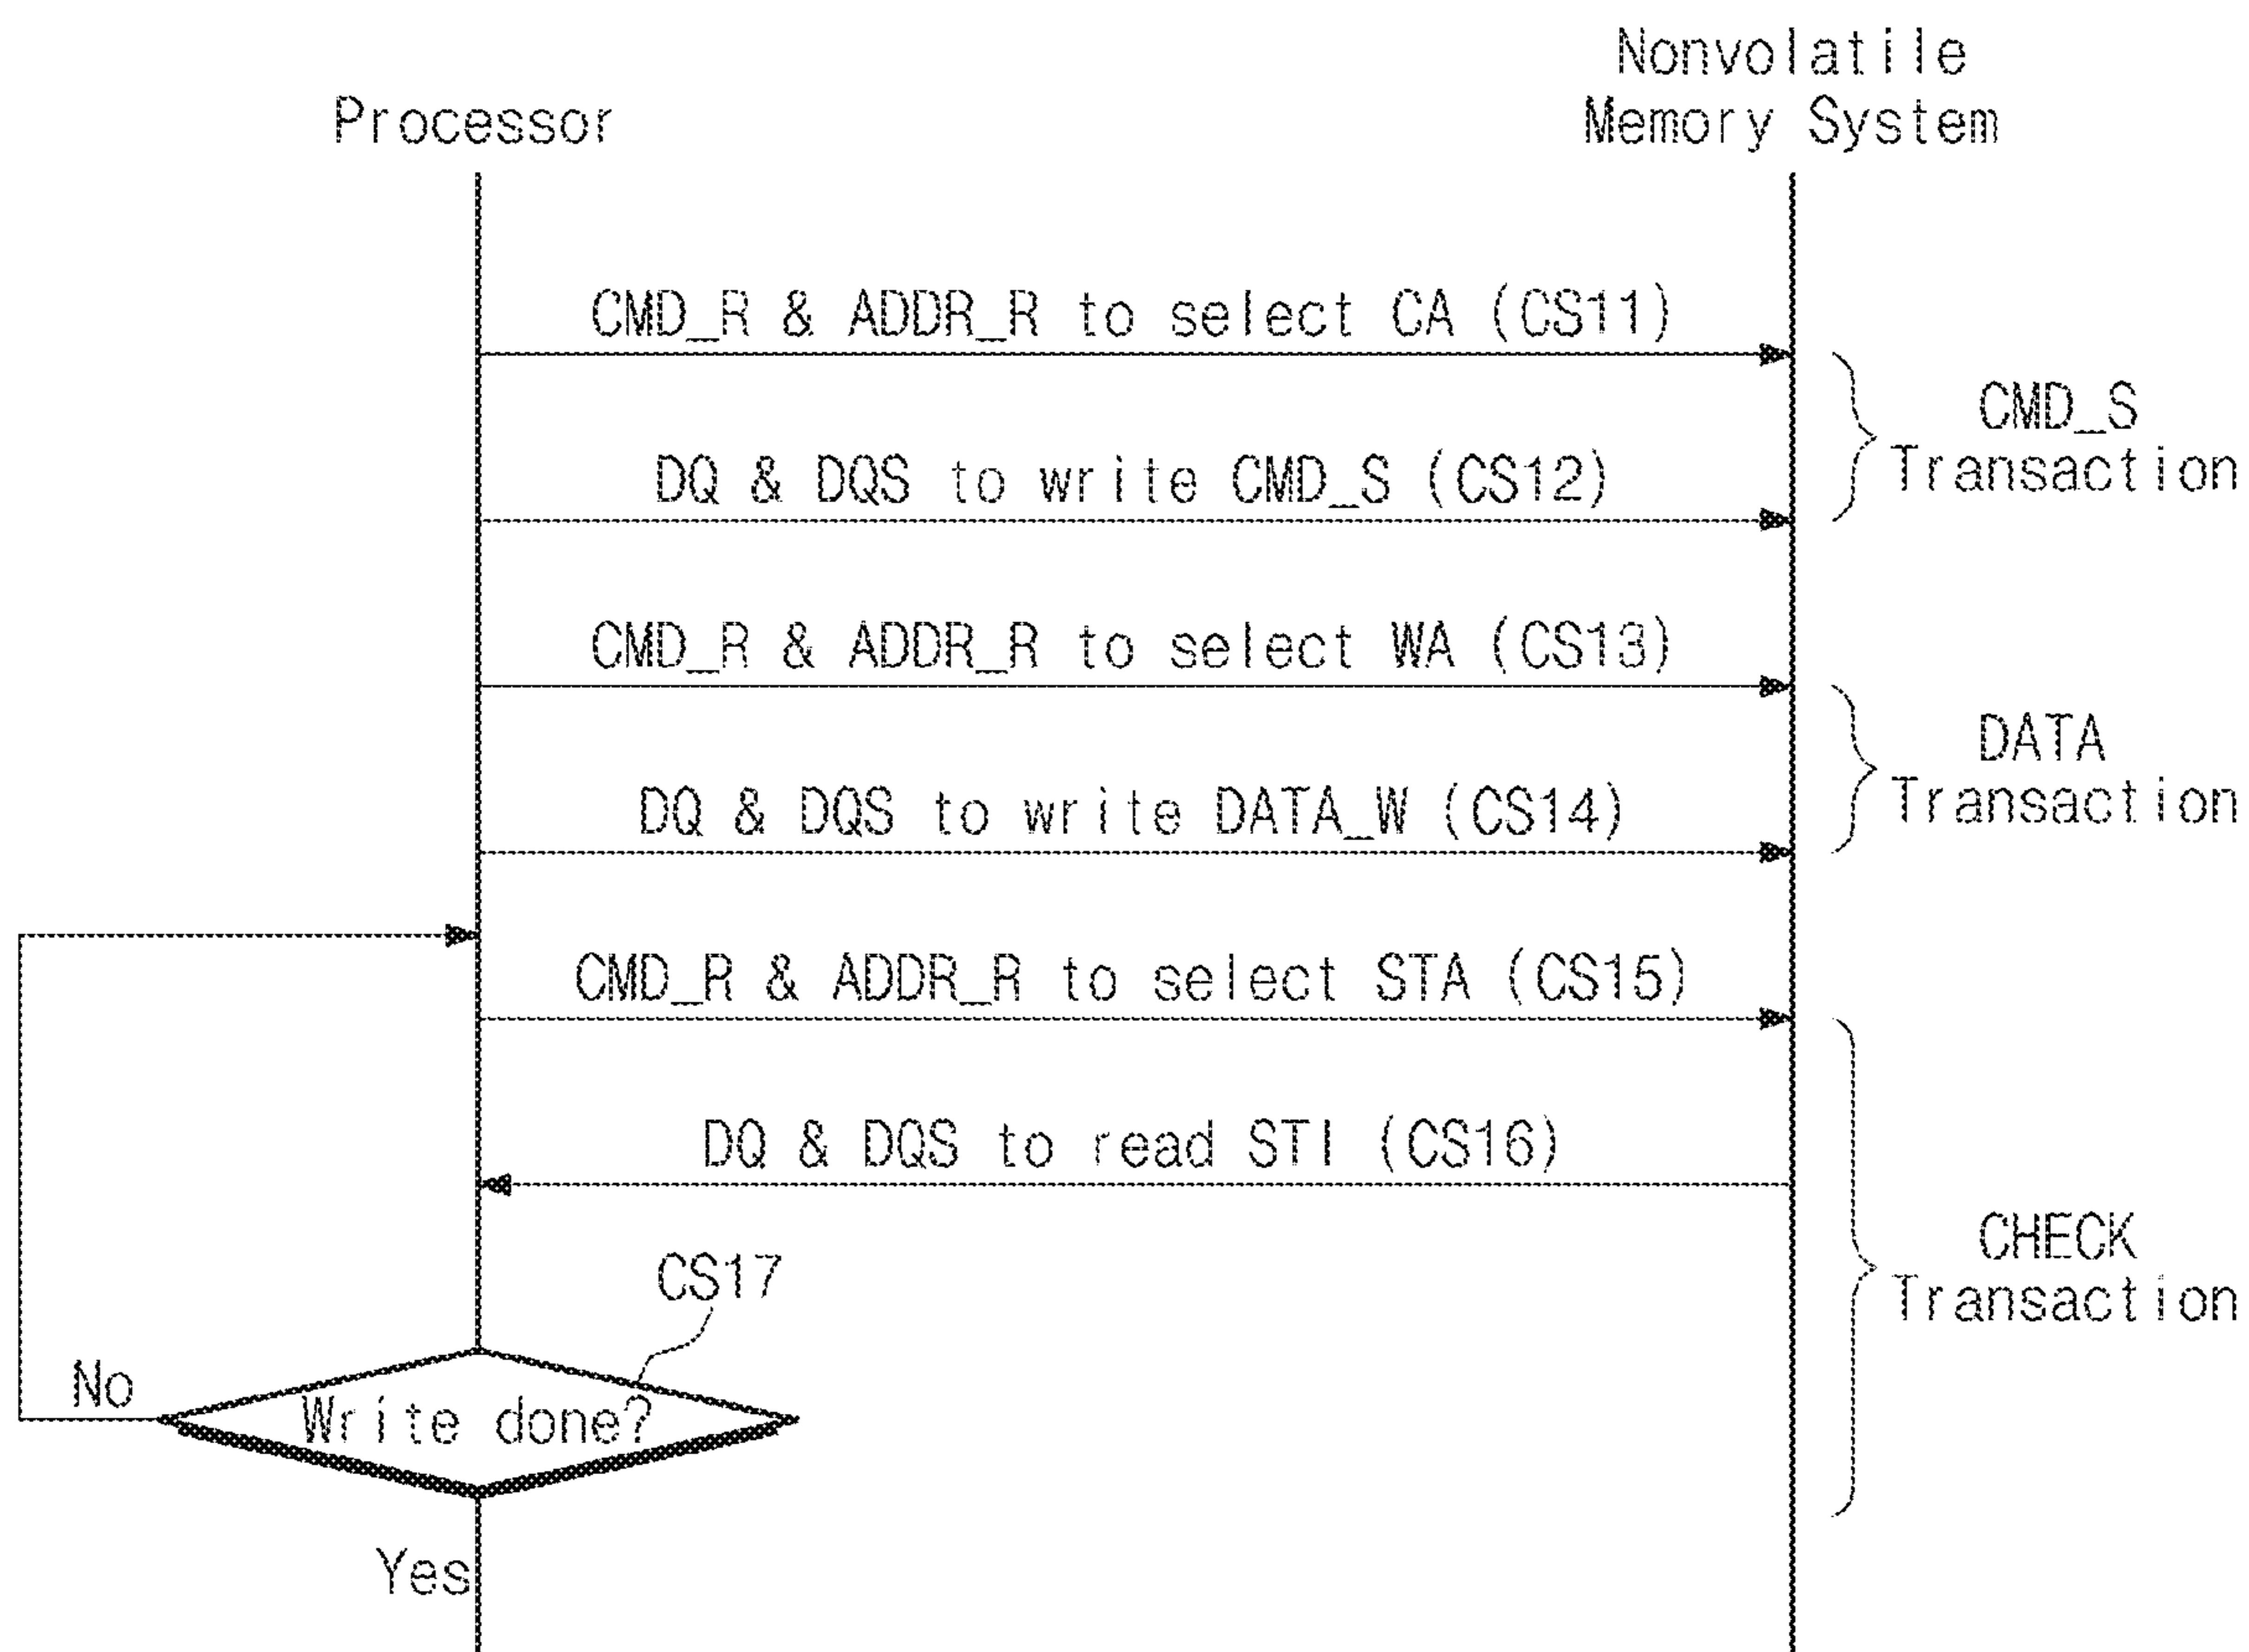 Nonvolatile
Memory System
Processor
CMD_R & ADDR_R to select CA (CS11)
CMD_S
Transaction
DQ & DQS to write CMD_S (CS12)
CMD_R & ADDR_R to select WA (CS13)
DATA
Transaction
DQ & DQS to write DATA_W (CS14)
CMD_R & ADDR_R to select STA (CS15)
DQ & DQS to read STI (CS16)
CHECK
Transaction
CS17
No
Write done?
Yes